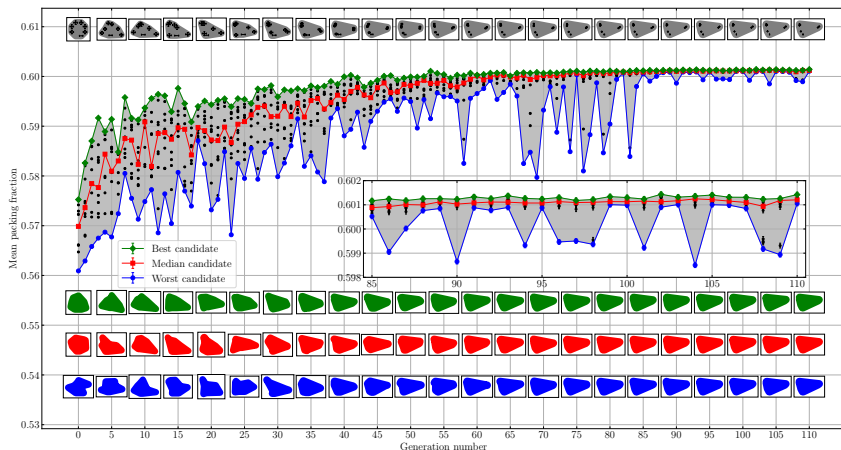 0.61
0.60
0.59
0.58
0.57
0.56
0.55
0.54
0.53
Mean packing fraction
Best candidate
Median candidate
Worst candidate
0.602
0.601
0.600
0.599
0.598
85 90 95 100 105 110
0 5 10 15 20 25 30 35 40 45 50 55 60 65 70 75 80 85 90 95 100 105 110
Generation number